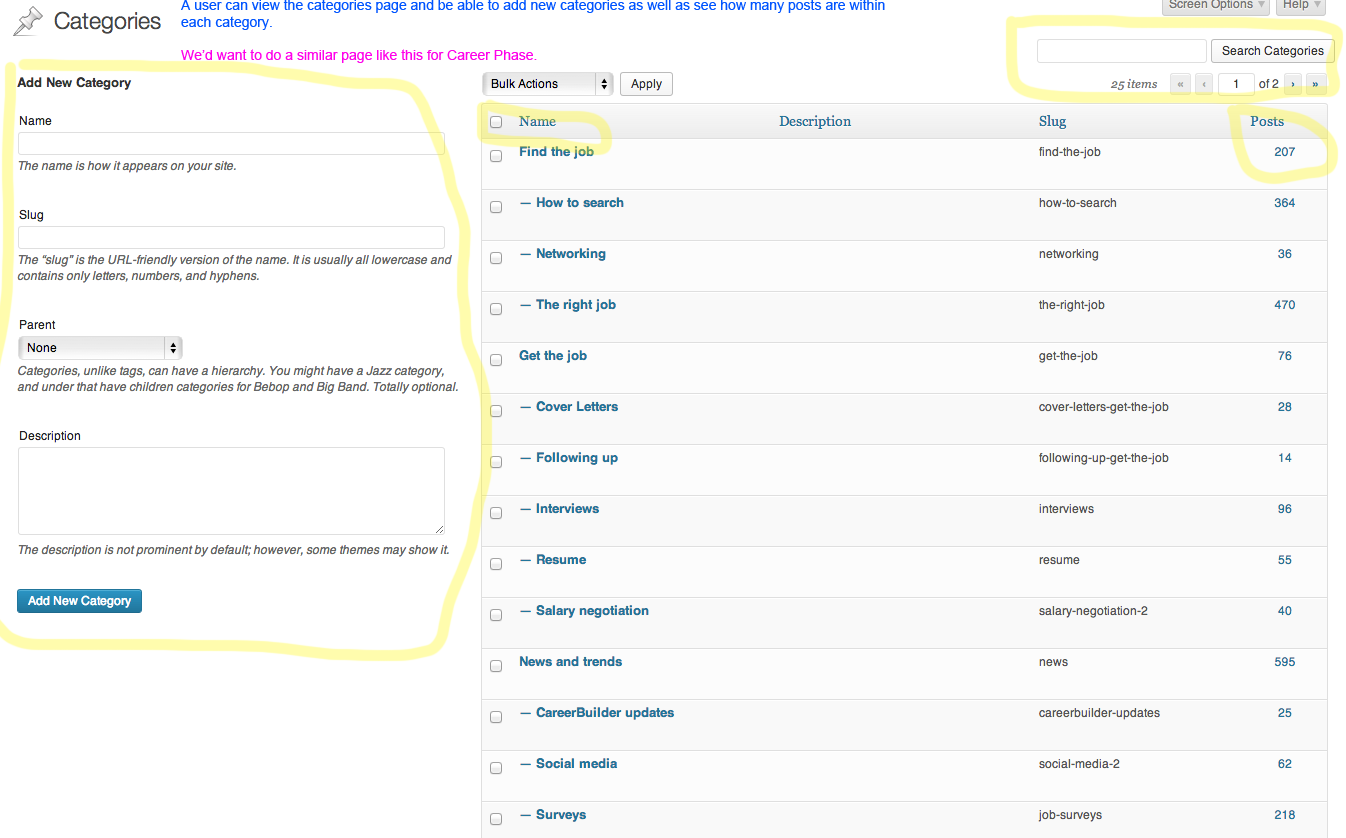 Categories
A user can view the categories page and be able to add new categories as well as see how many posts are within
each category.
We'd want to do a similar page like this for Career Phase.
Screen Options
Help
Search Categories
25 items « ‹ 1 of 2 › »
Add New Category
Name
The name is how it appears on your site.
Slug
The “slug” is the URL-friendly version of the name. It is usually all lowercase and
contains only letters, numbers, and hyphens.
Parent
None
Categories, unlike tags, can have a hierarchy. You might have a Jazz category,
and under that have children categories for Bebop and Big Band. Totally optional.
Description
The description is not prominent by default; however, some themes may show it.
Add New Category
Bulk Actions Apply
Name Description Slug Posts
Find the job find-the-job 207
— How to search how-to-search 364
— Networking networking 36
— The right job the-right-job 470
Get the job get-the-job 76
— Cover Letters cover-letters-get-the-job 28
— Following up following-up-get-the-job 14
— Interviews interviews 96
— Resume resume 55
— Salary negotiation salary-negotiation-2 40
News and trends news 595
— CareerBuilder updates careerbuilder-updates 25
— Social media social-media-2 62
— Surveys job-surveys 218